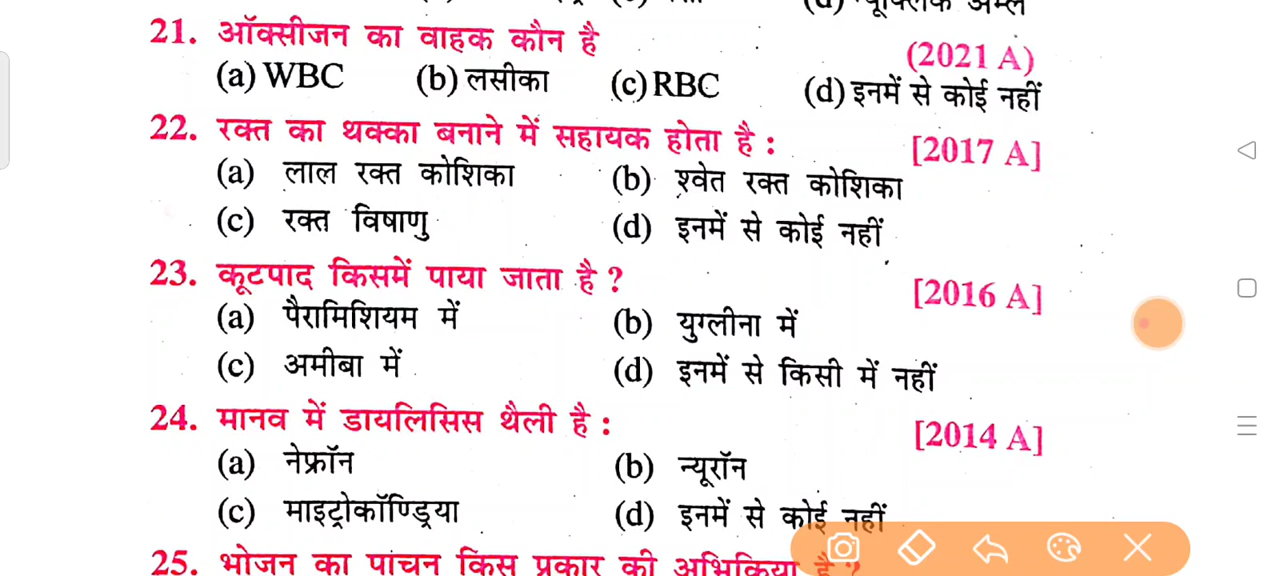 21. ऑक्सीजन का वाहक कौन है (2021 A)
(a) WBC (b) लसीका (c) RBC (d) इनमें से कोई नहीं
22. रक्त का थक्का बनाने में सहायक होता है : [2017 A]
(a) लाल रक्त कोशिका (b) श्वेत रक्त कोशिका
(c) रक्त विषाणु (d) इनमें से कोई नहीं
23. कूटपाद किसमें पाया जाता है ? [2016 A]
(a) पैरामिशियम में (b) युग्लीना में
(c) अमीबा में (d) इनमें से किसी में नहीं
24. मानव में डायलिसिस थैली है : [2014 A]
(a) नेफ्रॉन (b) न्यूरॉन
(c) माइट्रोकॉण्ड्रिया (d) इनमें से कोई नहीं
25. भोजन का पांचन किस प्रकार की अभिक्रिया है ?